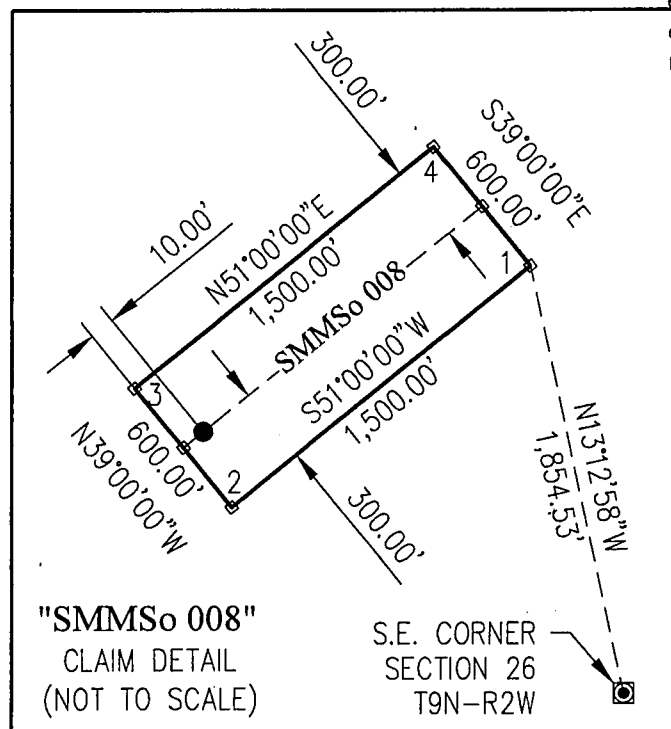 300.00'
S39°00'00"E
600.00'
4
10.00'
N51°00'00"E
1,500.00'
1
SMMSo 008
S51°00'00"W
1,500.00'
3
600.00'
N39°00'00"W
2
300.00'
N13°12'58"W
1,854.53'
"SMMSo 008"
CLAIM DETAIL
(NOT TO SCALE)
S.E. CORNER
SECTION 26
T9N-R2W